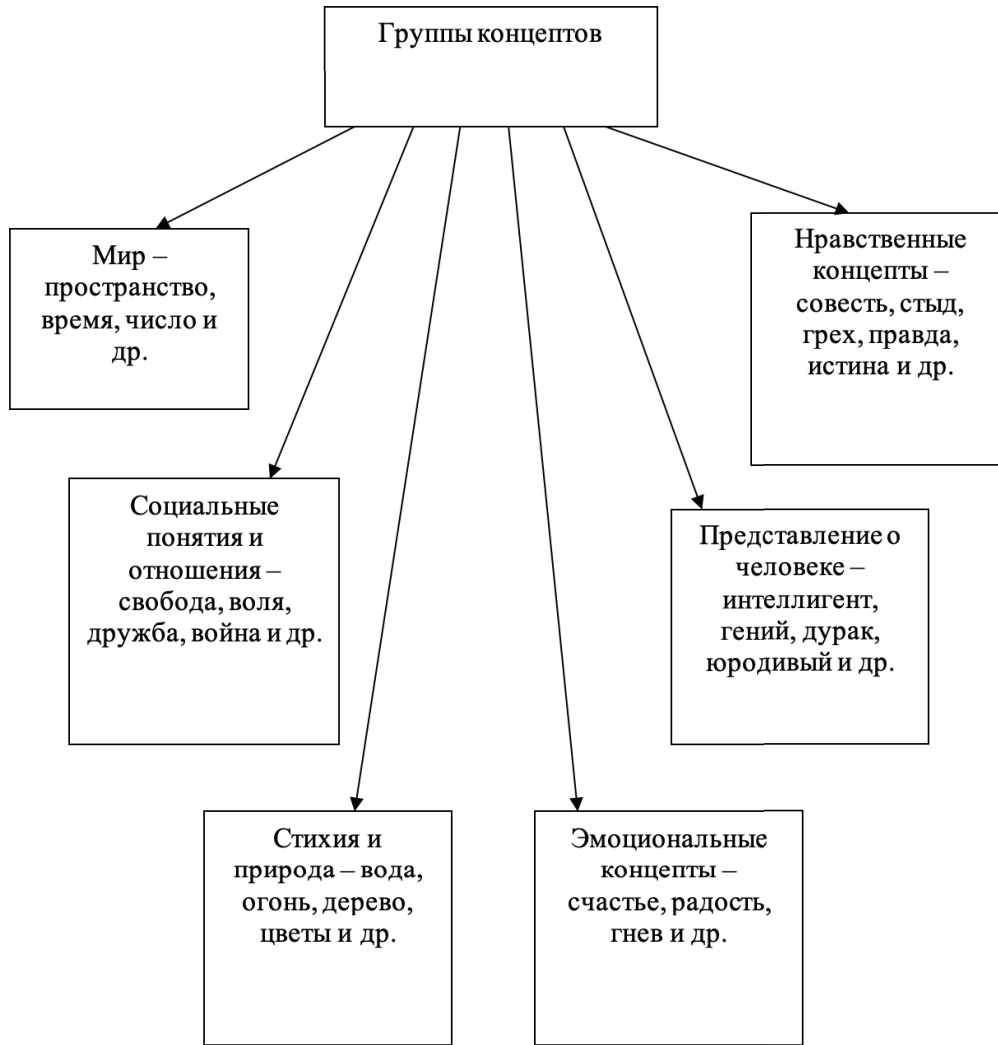 Группы концептов
Мир –
пространство,
время, число и
др.
Нравственные
концепты –
совесть, стыд,
грех, правда,
истина и др.
Социальные
понятия и
отношения –
свобода, воля,
дружба, война и др.
Представление о
человеке –
интеллигент,
гений, дурак,
юродивый и др.
Стихия и
природа – вода,
огонь, дерево,
цветы и др.
Эмоциональные
концепты –
счастье, радость,
гнев и др.